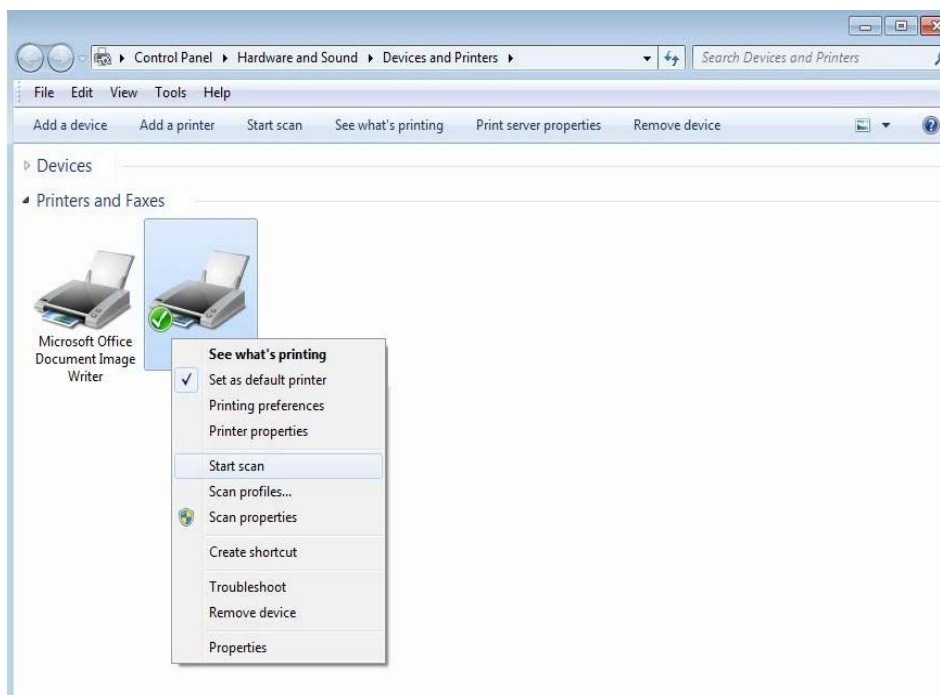 Control Panel Hardware and Sound Devices and Printers
Search Devices and Printers
File Edit View Tools Help
Add a device Add a printer Start scan See what's printing Print server properties Remove device
Devices
Printers and Faxes
Microsoft Office
Document Image
Writer
See what's printing
Set as default printer
Printing preferences
Printer properties
Start scan
Scan profiles...
Scan properties
Create shortcut
Troubleshoot
Remove device
Properties